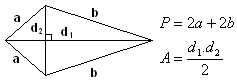 a
b
d₂
d₁
a
b
P = 2a + 2b
A = d₁.d₂ / 2